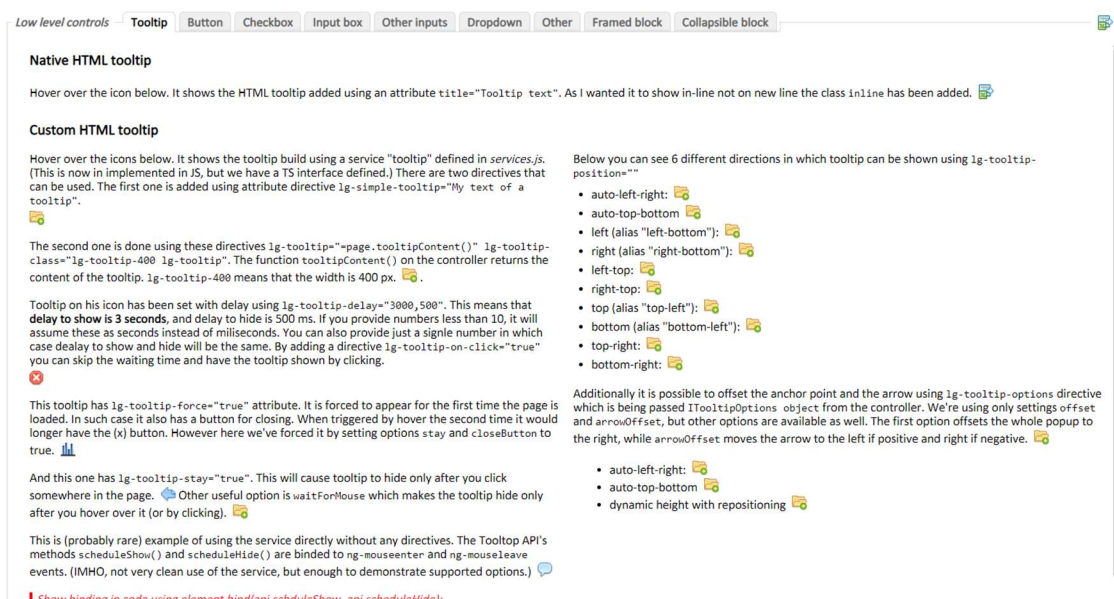 Low level controls Tooltip Button Checkbox Input box Other inputs Dropdown Other Framed block Collapsible block
Native HTML tooltip
Hover over the icon below. It shows the HTML tooltip added using an attribute title="Tooltip text". As I wanted it to show in-line not on new line the class inline has been added.
Custom HTML tooltip
Hover over the icons below. It shows the tooltip build using a service "tooltip" defined in services.js.
(This is now in implemented in JS, but we have a TS interface defined.) There are two directives that
can be used. The first one is added using attribute directive lg-simple-tooltip="My text of a
tooltip".
The second one is done using these directives lg-tooltip="=page.tooltipContent()" lg-tooltip-
class="lg-tooltip-400 lg-tooltip". The function tooltipContent() on the controller returns the
content of the tooltip. lg-tooltip-400 means that the width is 400 px. .
Tooltip on his icon has been set with delay using lg-tooltip-delay="3000,500". This means that
delay to show is 3 seconds, and delay to hide is 500 ms. If you provide numbers less than 10, it will
assume these as seconds instead of miliseconds. You can also provide just a signle number in which
case dealay to show and hide will be the same. By adding a directive lg-tooltip-on-click="true"
you can skip the waiting time and have the tooltip shown by clicking.
This tooltip has lg-tooltip-force="true" attribute. It is forced to appear for the first time the page is
loaded. In such case it also has a button for closing. When triggered by hover the second time it would
longer have the (x) button. However here we've forced it by setting options stay and closeButton to
true.
And this one has lg-tooltip-stay="true". This will cause tooltip to hide only after you click
somewhere in the page. Other useful option is waitForMouse which makes the tooltip hide only
after you hover over it (or by clicking).
This is (probably rare) example of using the service directly without any directives. The Tooltop API's
methods scheduleShow() and scheduleHide() are binded to ng-mouseenter and ng-mouseleave
events. (IMHO, not very clean use of the service, but enough to demonstrate supported options.)
Below you can see 6 different directions in which tooltip can be shown using lg-tooltip-
position=""
• auto-left-right:
• auto-top-bottom
• left (alias "left-bottom"):
• right (alias "right-bottom"):
• left-top:
• right-top:
• top (alias "top-left"):
• bottom (alias "bottom-left"):
• top-right:
• bottom-right:
Additionally it is possible to offset the anchor point and the arrow using lg-tooltip-options directive
which is being passed ITooltipOptions object from the controller. We're using only settings offset
and arrowOffset, but other options are available as well. The first option offsets the whole popup to
the right, while arrowOffset moves the arrow to the left if positive and right if negative.
• auto-left-right:
• auto-top-bottom
• dynamic height with repositioning